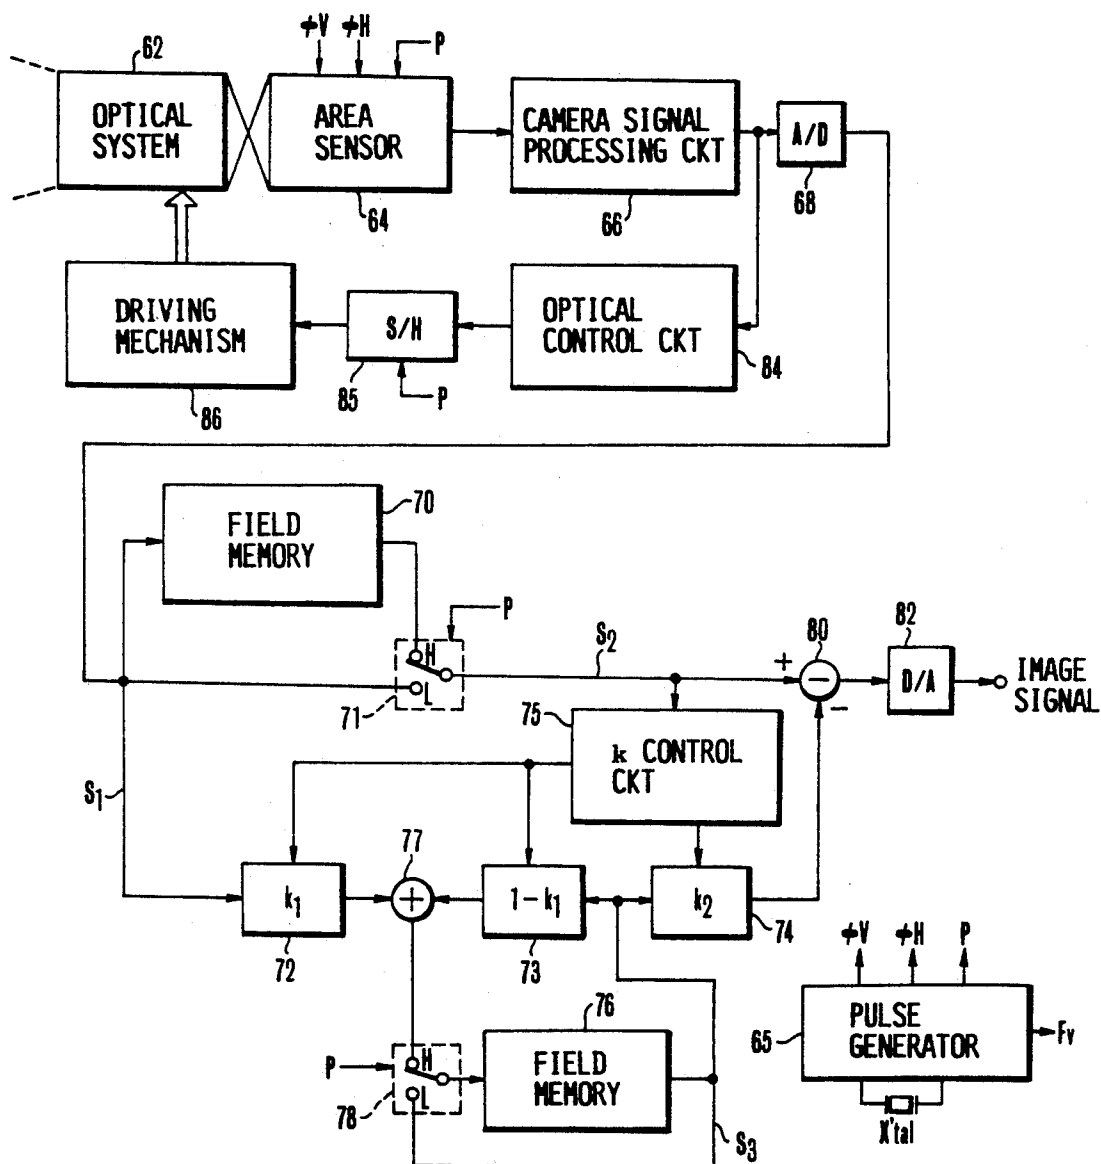 ϕV ϕH P
62
OPTICAL
SYSTEM
AREA
SENSOR
64
CAMERA SIGNAL
PROCESSING CKT
66
A/D
68
DRIVING
MECHANISM
86
S/H
85
P
OPTICAL
CONTROL CKT
84
FIELD
MEMORY
70
P
H
L
71
S2
+
80
−
−
82
D/A
IMAGE
SIGNAL
75
k CONTROL
CKT
S1
k1
72
77
+
1-k1
73
k2
74
P
H
L
78
76
FIELD
MEMORY
S3
ϕV ϕH P
65
PULSE
GENERATOR
Fv
X'tal